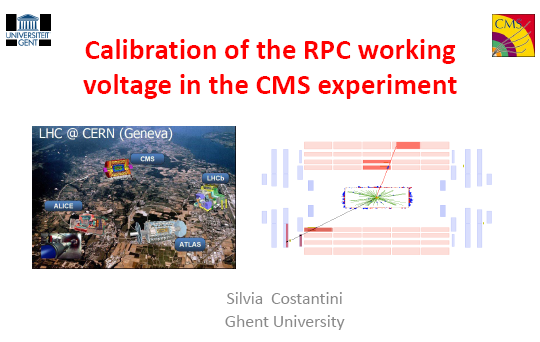 UNIVERSITEIT
GENT
CMS
Calibration of the RPC working
voltage in the CMS experiment
LHC @ CERN (Geneva)
CMS
LHCb
ALICE
ATLAS
Silvia Costantini
Ghent University